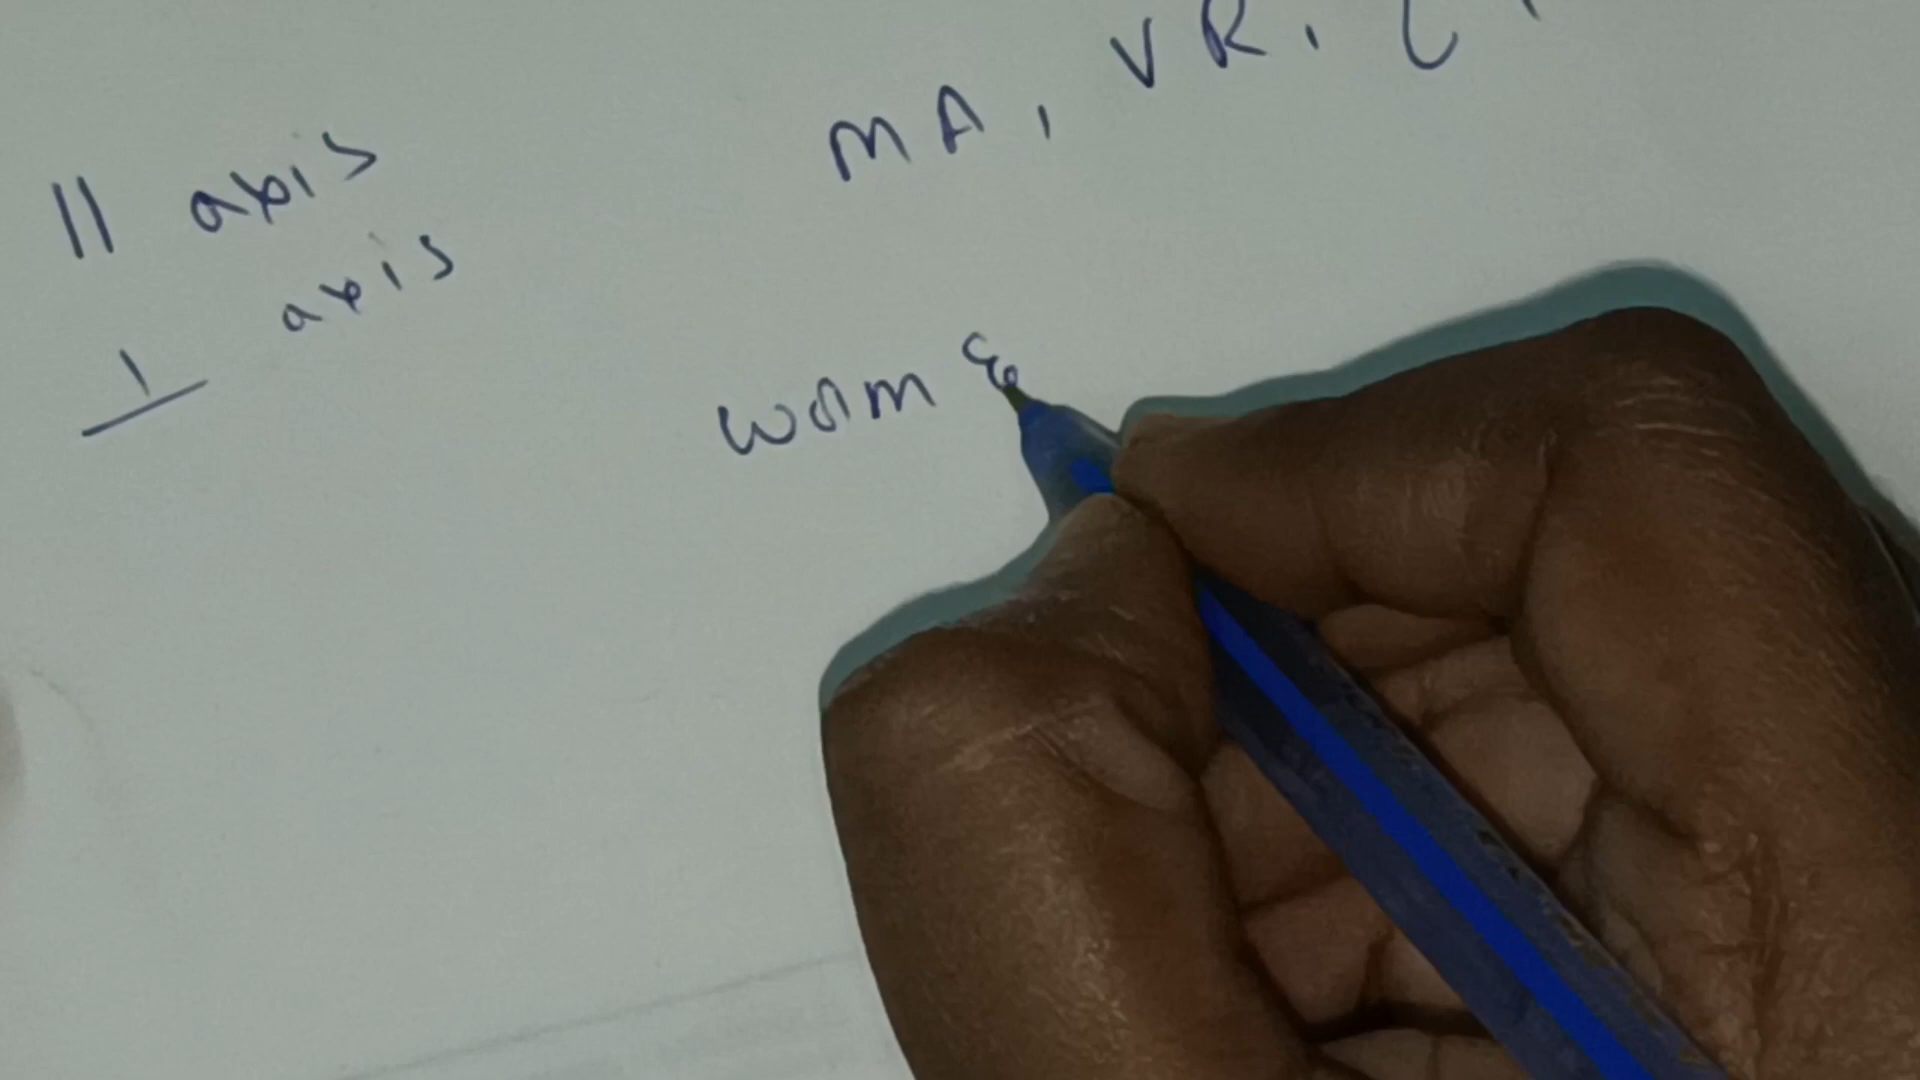 MA, VR,
|| axis
⊥ axis
worm &